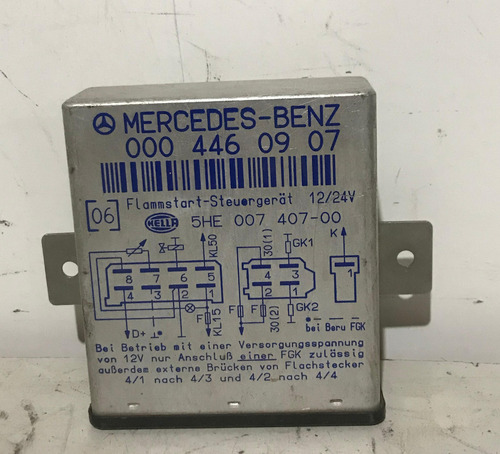 MERCEDES-BENZ
000 446 09 07
[06] Flammstart-Steuergerät 12/24V
HELLA 5HE 007 407-00
KL50 30(1) GK1 K
8 7 6 5 4 3 1
4 3 2 1 2 1
F F F
D+ KL15 30(2) GK2 bei Beru FGK
Bei Betrieb mit einer Versorgungsspannung
von 12V nur Anschluß einer FGK zulässig
außerdem externe Brücken von Flachstecker
4/1 nach 4/3 und 4/2 nach 4/4